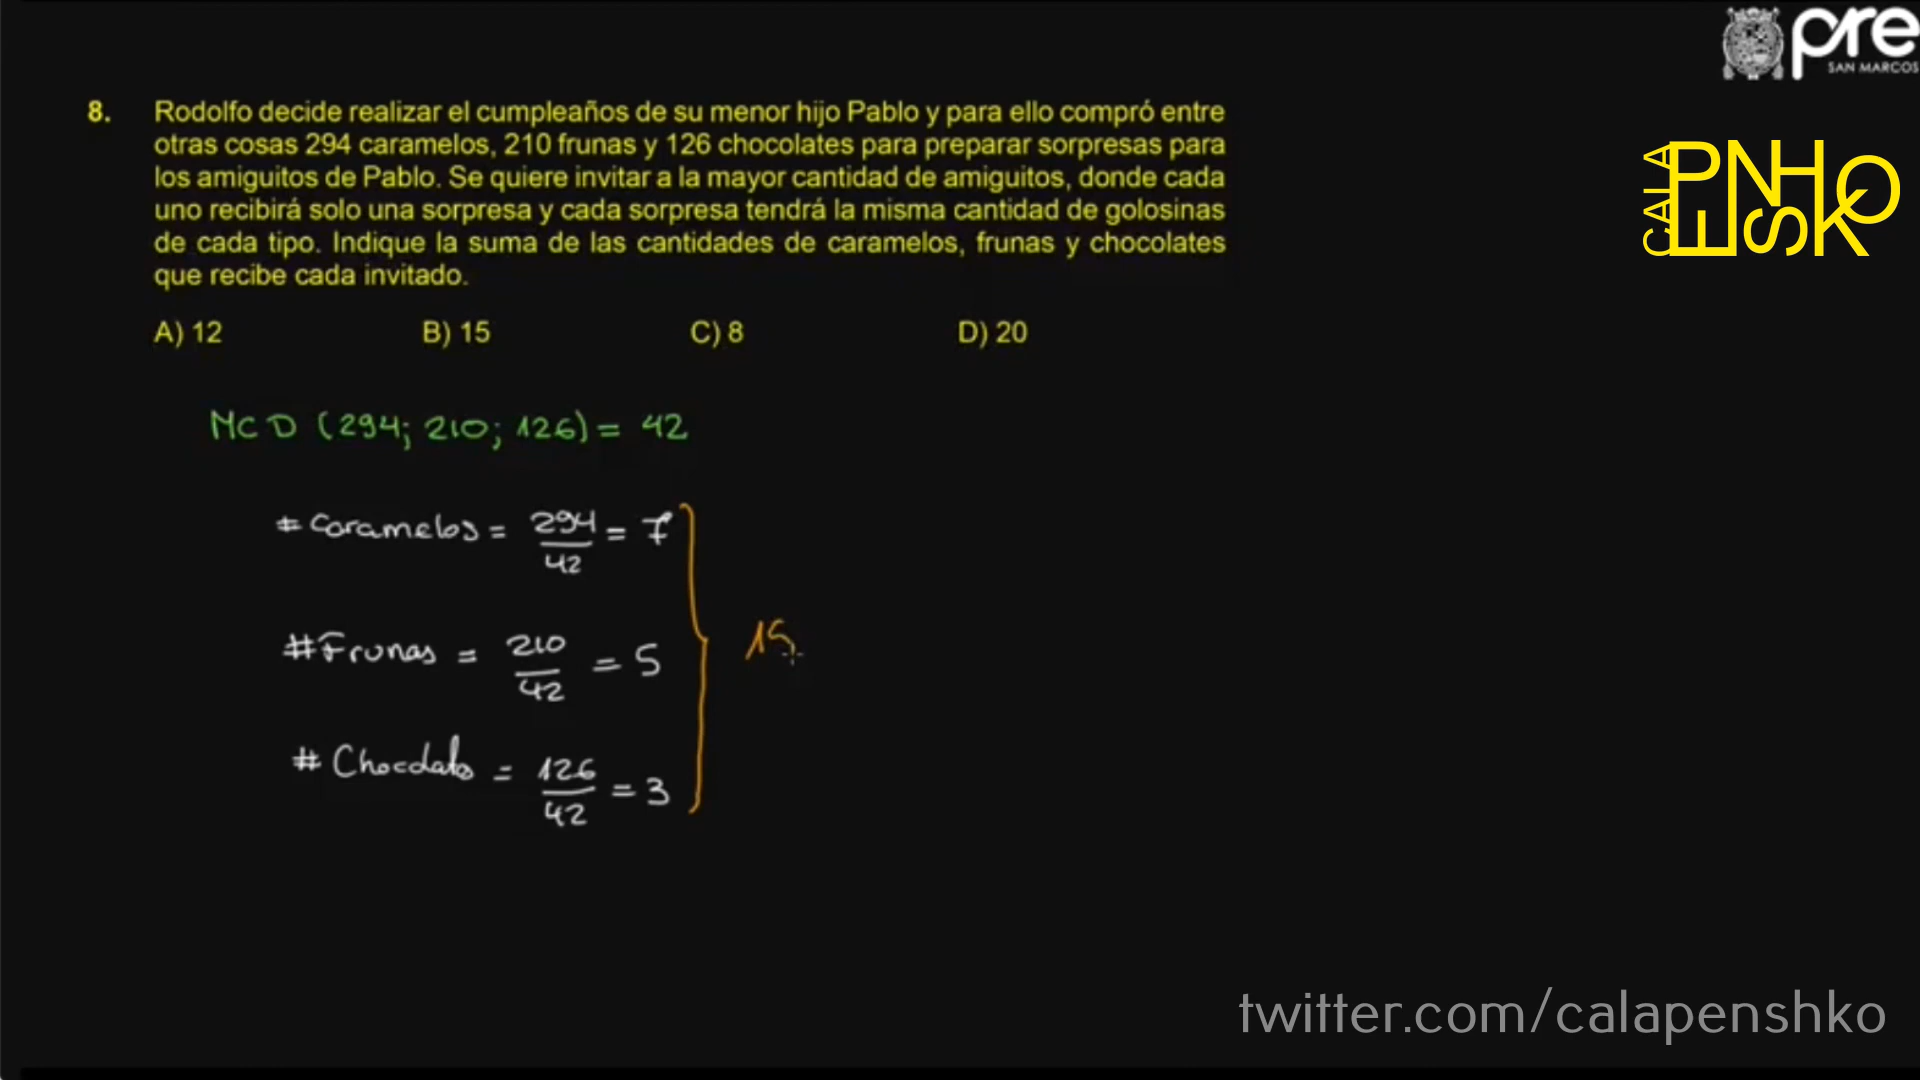 pre
SAN MARCOS
CALA
PENSHKO
8. Rodolfo decide realizar el cumpleaños de su menor hijo Pablo y para ello compró entre
otras cosas 294 caramelos, 210 frunas y 126 chocolates para preparar sorpresas para
los amiguitos de Pablo. Se quiere invitar a la mayor cantidad de amiguitos, donde cada
uno recibirá solo una sorpresa y cada sorpresa tendrá la misma cantidad de golosinas
de cada tipo. Indique la suma de las cantidades de caramelos, frunas y chocolates
que recibe cada invitado.
A) 12 B) 15 C) 8 D) 20
MCD (294; 210; 126) = 42
# Caramelos = 294/42 = 7
# Frunas = 210/42 = 5
15
# Chocolates = 126/42 = 3
twitter.com/calapenshko